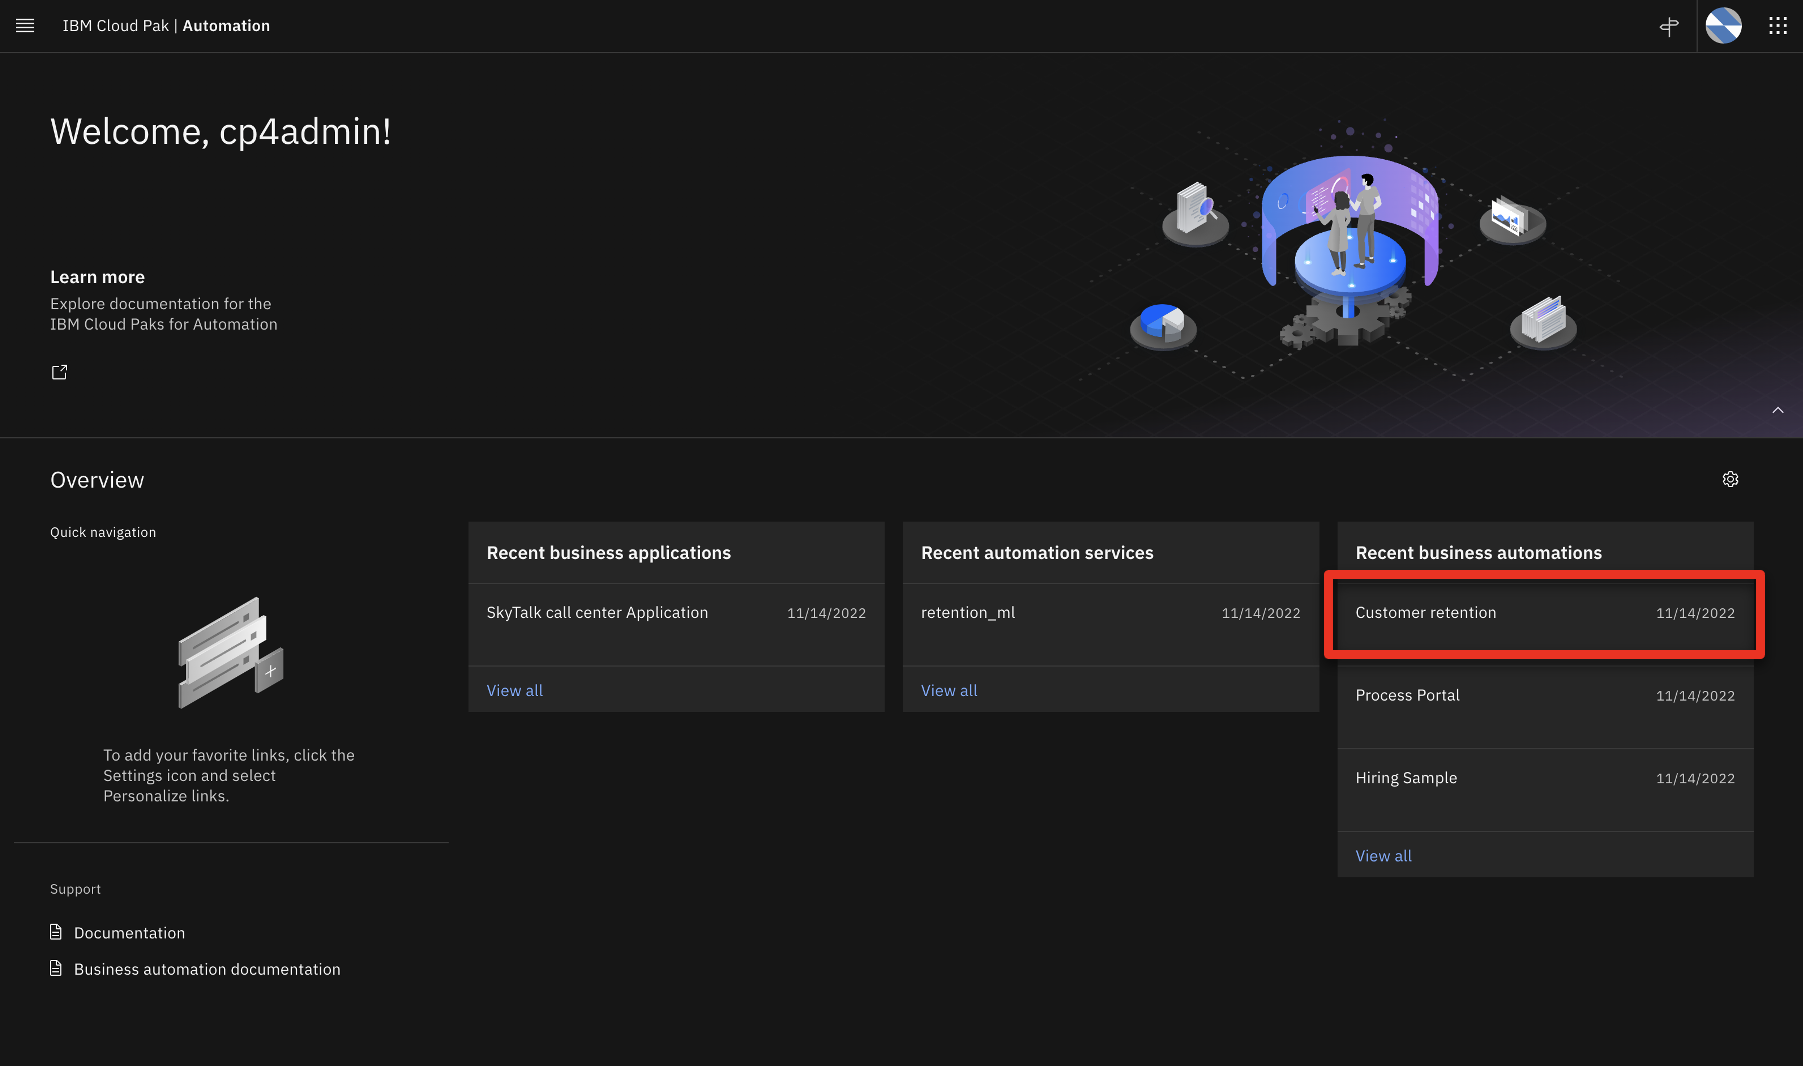 IBM Cloud Pak | Automation
Welcome, cp4admin!
Learn more
Explore documentation for the
IBM Cloud Paks for Automation
Overview
Quick navigation
To add your favorite links, click the
Settings icon and select
Personalize links.
Support
Documentation
Business automation documentation
Recent business applications
SkyTalk call center Application 11/14/2022
View all
Recent automation services
retention_ml 11/14/2022
View all
Recent business automations
Customer retention 11/14/2022
Process Portal 11/14/2022
Hiring Sample 11/14/2022
View all